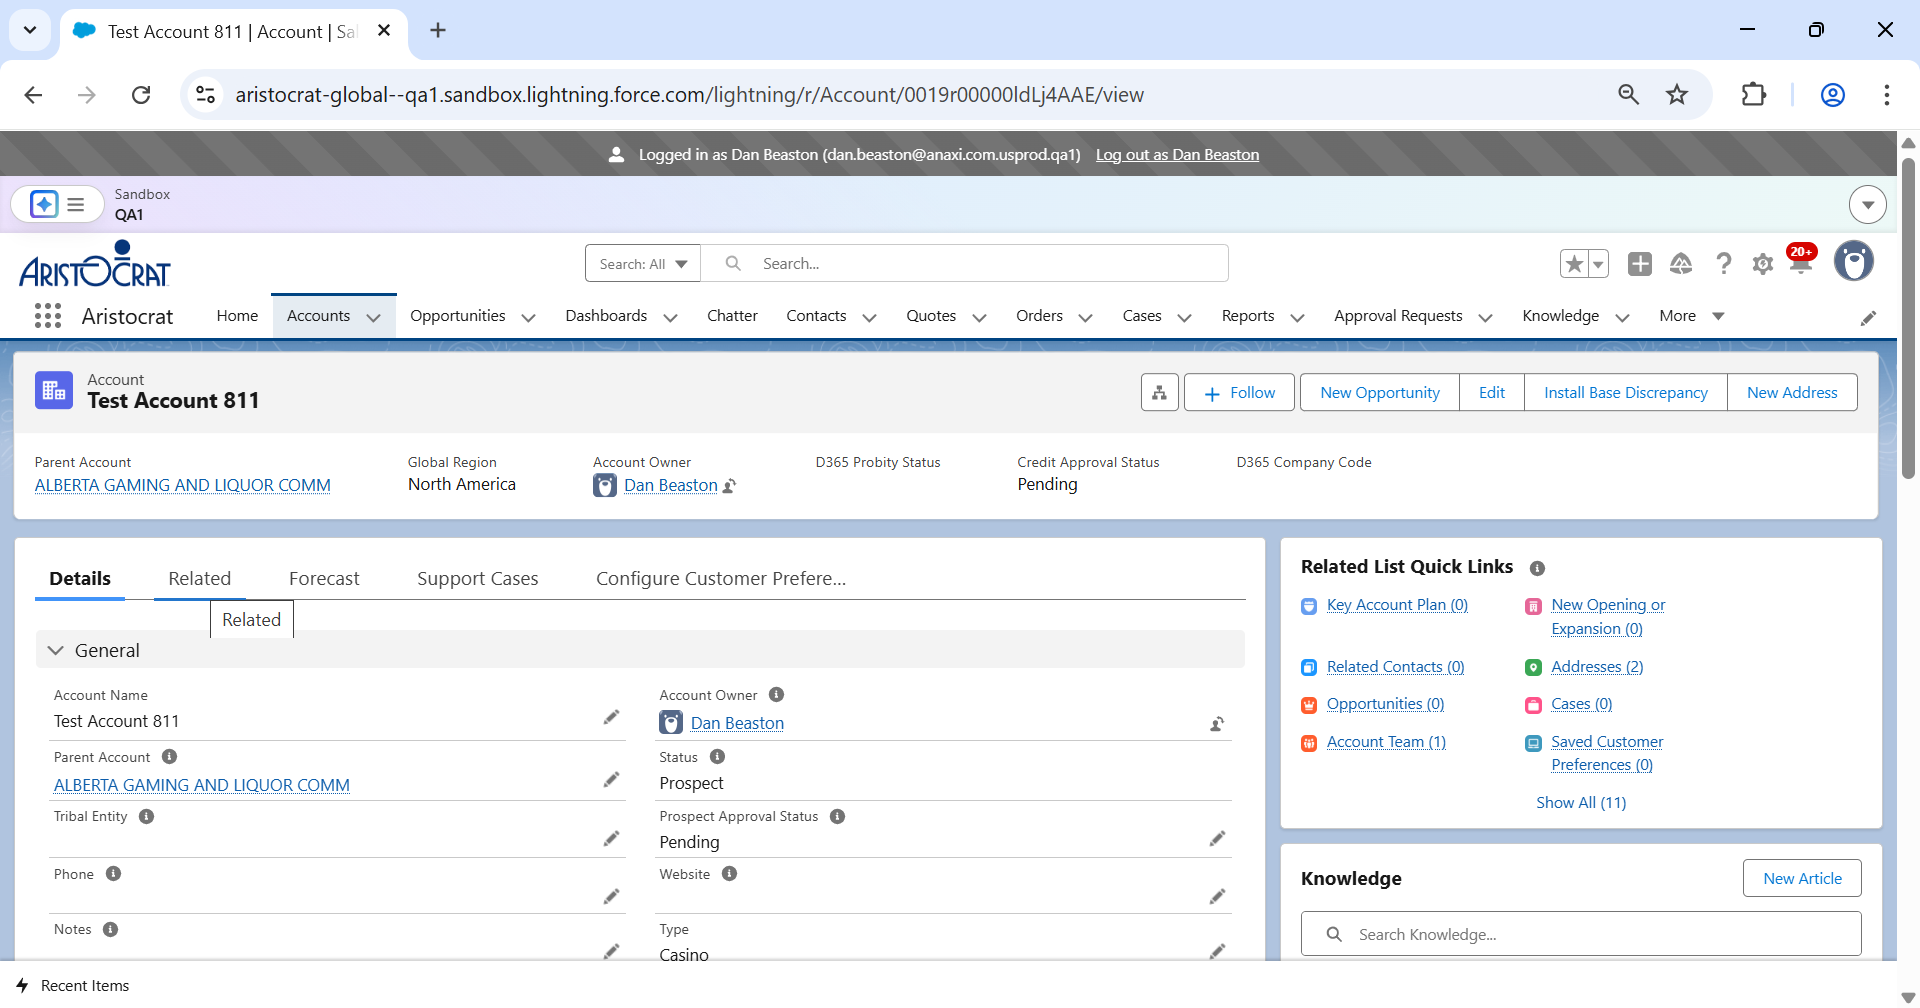 Test Account 811 | Account | Sa
aristocrat-global--qa1.sandbox.lightning.force.com/lightning/r/Account/0019r00000ldLj4AAE/view
Logged in as Dan Beaston (dan.beaston@anaxi.com.usprod.qa1) Log out as Dan Beaston
Sandbox
QA1
ARISTOCRAT
Search: All
Search...
20+
Aristocrat
Home
Accounts
Opportunities
Dashboards
Chatter
Contacts
Quotes
Orders
Cases
Reports
Approval Requests
Knowledge
More
Account
Test Account 811
Follow
New Opportunity
Edit
Install Base Discrepancy
New Address
Parent Account
ALBERTA GAMING AND LIQUOR COMM
Global Region
North America
Account Owner
Dan Beaston
D365 Probity Status
Credit Approval Status
Pending
D365 Company Code
Details
Related
Forecast
Support Cases
Configure Customer Prefere...
Related
General
Account Name
Test Account 811
Account Owner
Dan Beaston
Parent Account
ALBERTA GAMING AND LIQUOR COMM
Status
Prospect
Tribal Entity
Prospect Approval Status
Pending
Phone
Website
Notes
Type
Casino
Related List Quick Links
Key Account Plan (0)
New Opening or
Expansion (0)
Related Contacts (0)
Addresses (2)
Opportunities (0)
Cases (0)
Account Team (1)
Saved Customer
Preferences (0)
Show All (11)
Knowledge
New Article
Search Knowledge...
Recent Items